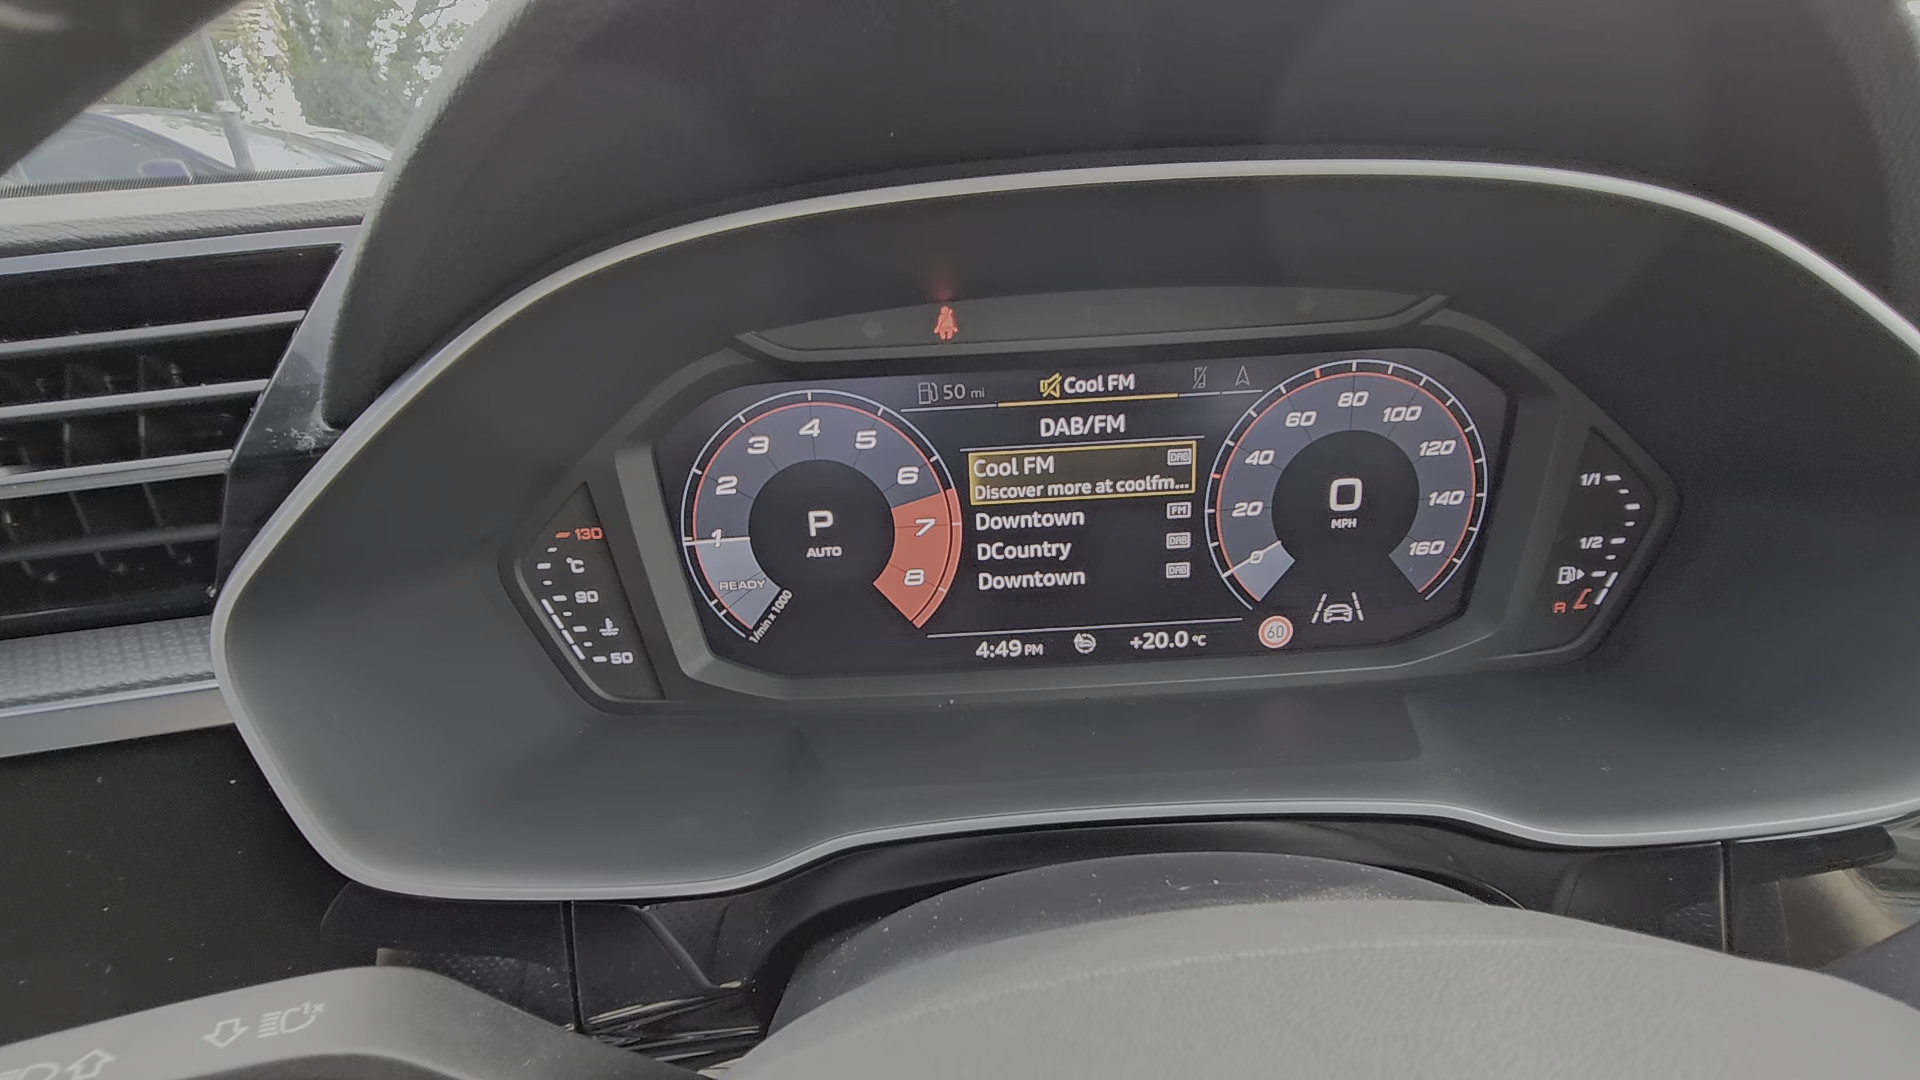 50 mi
Cool FM
DAB/FM
Cool FM DAB
Discover more at coolfm...
Downtown FM
DCountry DAB
Downtown DAB
4:49 PM
+20.0 °C
1 2 3 4 5 6 7 8
P
AUTO
READY
1/min x 1000
0 20 40 60 80 100 120 140 160
0
MPH
60
130
°C
90
50
1/1
1/2
R
1x